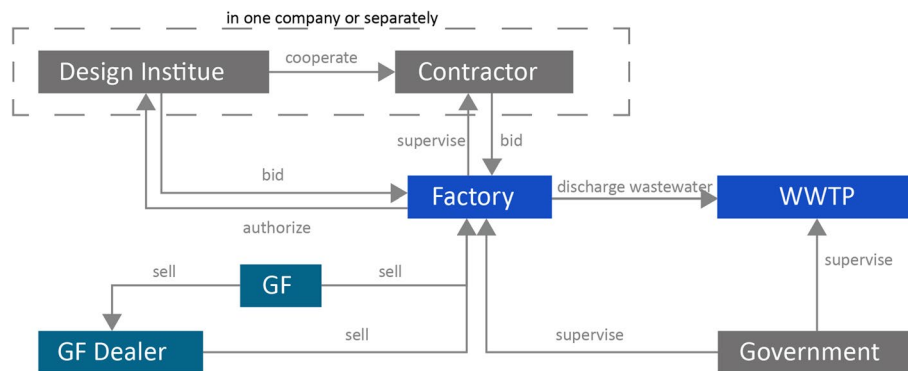 in one company or separately
Design Institue
cooperate
Contractor
supervise
bid
bid
Factory
discharge wastewater
WWTP
authorize
sell
GF
sell
supervise
GF Dealer
sell
supervise
Government